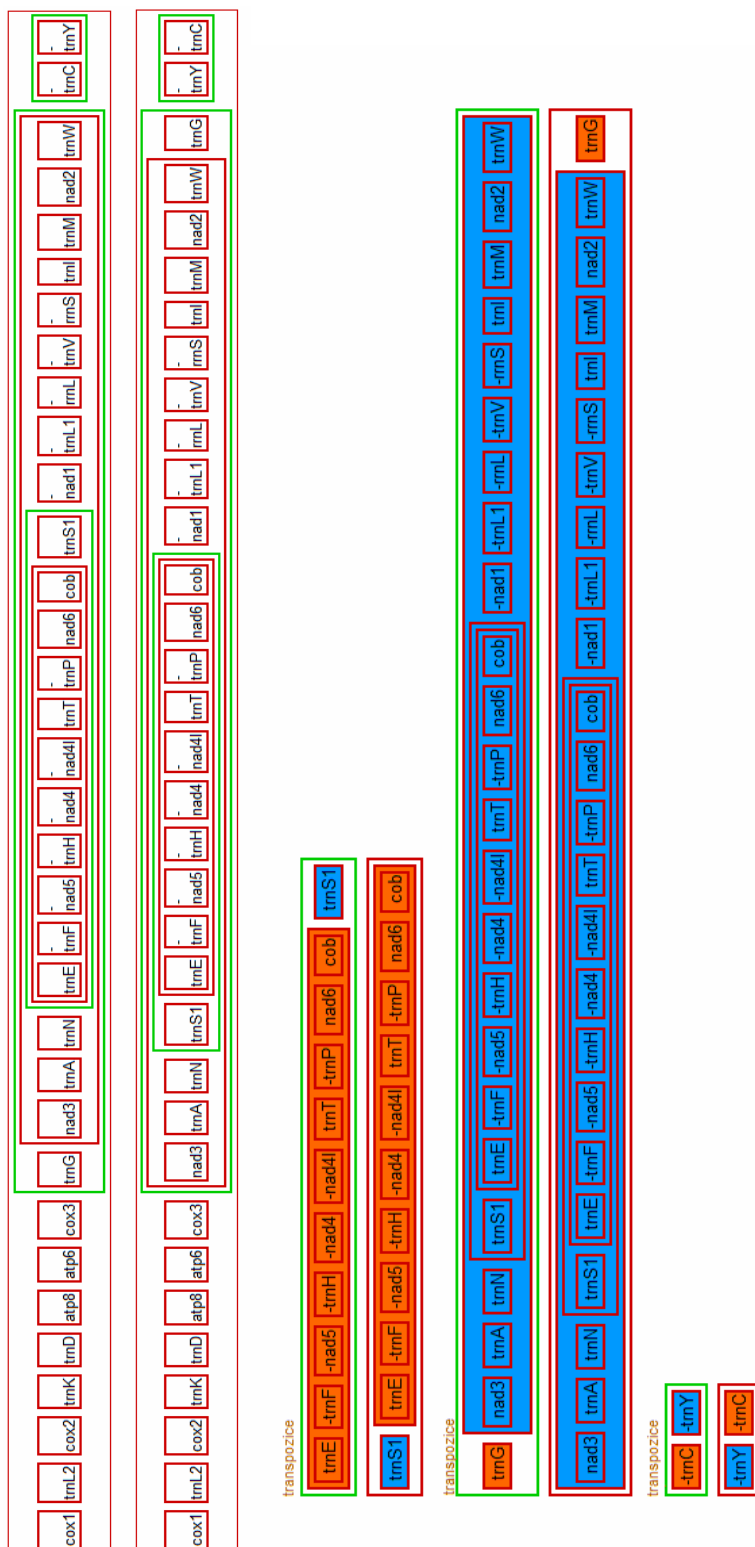 cox1 trnL2 cox2 trnK trnD atp8 atp6 cox3 trnG nad3 trnA trnN trnE -trnF -nad5 -trnH -nad4 -nad4l trnT -trnP nad6 cob trnS1 -nad1 -trnL1 -rrnL -trnV -rrnS trnI trnM nad2 trnW -trnC -trnY
cox1 trnL2 cox2 trnK trnD atp8 atp6 cox3 nad3 trnA trnN trnS1 trnE -trnF -nad5 -trnH -nad4 -nad4l trnT -trnP nad6 cob -nad1 -trnL1 -rrnL -trnV -rrnS trnI trnM nad2 trnW trnG -trnY -trnC
transpozice
trnE -trnF -nad5 -trnH -nad4 -nad4l trnT -trnP nad6 cob trnS1
trnS1 trnE -trnF -nad5 -trnH -nad4 -nad4l trnT -trnP nad6 cob
transpozice
trnG nad3 trnA trnN trnS1 trnE -trnF -nad5 -trnH -nad4 -nad4l trnT -trnP nad6 cob -nad1 -trnL1 -rrnL -trnV -rrnS trnI trnM nad2 trnW
nad3 trnA trnN trnS1 trnE -trnF -nad5 -trnH -nad4 -nad4l trnT -trnP nad6 cob -nad1 -trnL1 -rrnL -trnV -rrnS trnI trnM nad2 trnW trnG
transpozice
-trnC -trnY
-trnY -trnC